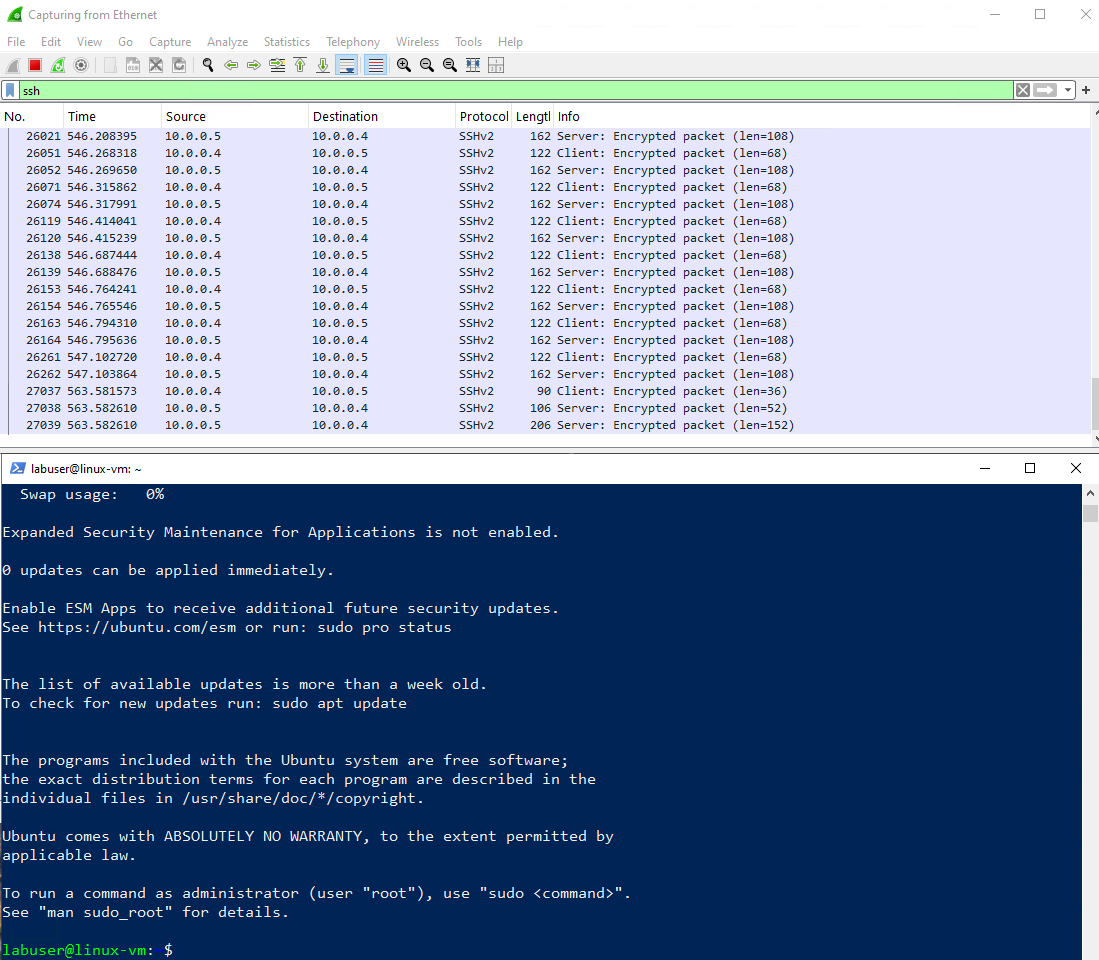 Capturing from Ethernet
File Edit View Go Capture Analyze Statistics Telephony Wireless Tools Help
ssh
No. Time Source Destination Protocol Lengtl Info
26021 546.208395 10.0.0.5 10.0.0.4 SSHv2 162 Server: Encrypted packet (len=108)
26051 546.268318 10.0.0.4 10.0.0.5 SSHv2 122 Client: Encrypted packet (len=68)
26052 546.269650 10.0.0.5 10.0.0.4 SSHv2 162 Server: Encrypted packet (len=108)
26071 546.315862 10.0.0.4 10.0.0.5 SSHv2 122 Client: Encrypted packet (len=68)
26074 546.317991 10.0.0.5 10.0.0.4 SSHv2 162 Server: Encrypted packet (len=108)
26119 546.414041 10.0.0.4 10.0.0.5 SSHv2 122 Client: Encrypted packet (len=68)
26120 546.415239 10.0.0.5 10.0.0.4 SSHv2 162 Server: Encrypted packet (len=108)
26138 546.687444 10.0.0.4 10.0.0.5 SSHv2 122 Client: Encrypted packet (len=68)
26139 546.688476 10.0.0.5 10.0.0.4 SSHv2 162 Server: Encrypted packet (len=108)
26153 546.764241 10.0.0.4 10.0.0.5 SSHv2 122 Client: Encrypted packet (len=68)
26154 546.765546 10.0.0.5 10.0.0.4 SSHv2 162 Server: Encrypted packet (len=108)
26163 546.794310 10.0.0.4 10.0.0.5 SSHv2 122 Client: Encrypted packet (len=68)
26164 546.795636 10.0.0.5 10.0.0.4 SSHv2 162 Server: Encrypted packet (len=108)
26261 547.102720 10.0.0.4 10.0.0.5 SSHv2 122 Client: Encrypted packet (len=68)
26262 547.103864 10.0.0.5 10.0.0.4 SSHv2 162 Server: Encrypted packet (len=108)
27037 563.581573 10.0.0.4 10.0.0.5 SSHv2 90 Client: Encrypted packet (len=36)
27038 563.582610 10.0.0.5 10.0.0.4 SSHv2 106 Server: Encrypted packet (len=52)
27039 563.582610 10.0.0.5 10.0.0.4 SSHv2 206 Server: Encrypted packet (len=152)
labuser@linux-vm: ~
Swap usage: 0%
Expanded Security Maintenance for Applications is not enabled.
0 updates can be applied immediately.
Enable ESM Apps to receive additional future security updates.
See https://ubuntu.com/esm or run: sudo pro status
The list of available updates is more than a week old.
To check for new updates run: sudo apt update
The programs included with the Ubuntu system are free software;
the exact distribution terms for each program are described in the
individual files in /usr/share/doc/*/copyright.
Ubuntu comes with ABSOLUTELY NO WARRANTY, to the extent permitted by
applicable law.
To run a command as administrator (user "root"), use "sudo <command>".
See "man sudo_root" for details.
labuser@linux-vm: $